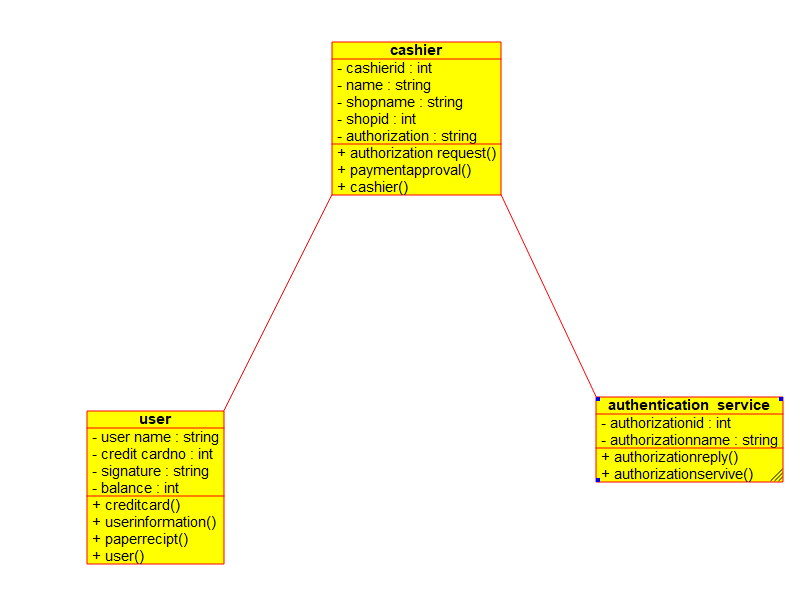 cashier
- cashierid : int
- name : string
- shopname : string
- shopid : int
- authorization : string
+ authorization request()
+ paymentapproval()
+ cashier()
user
- user name : string
- credit cardno : int
- signature : string
- balance : int
+ creditcard()
+ userinformation()
+ paperrecipt()
+ user()
authentication service
- authorizationid : int
- authorizationname : string
+ authorizationreply()
+ authorizationservive()